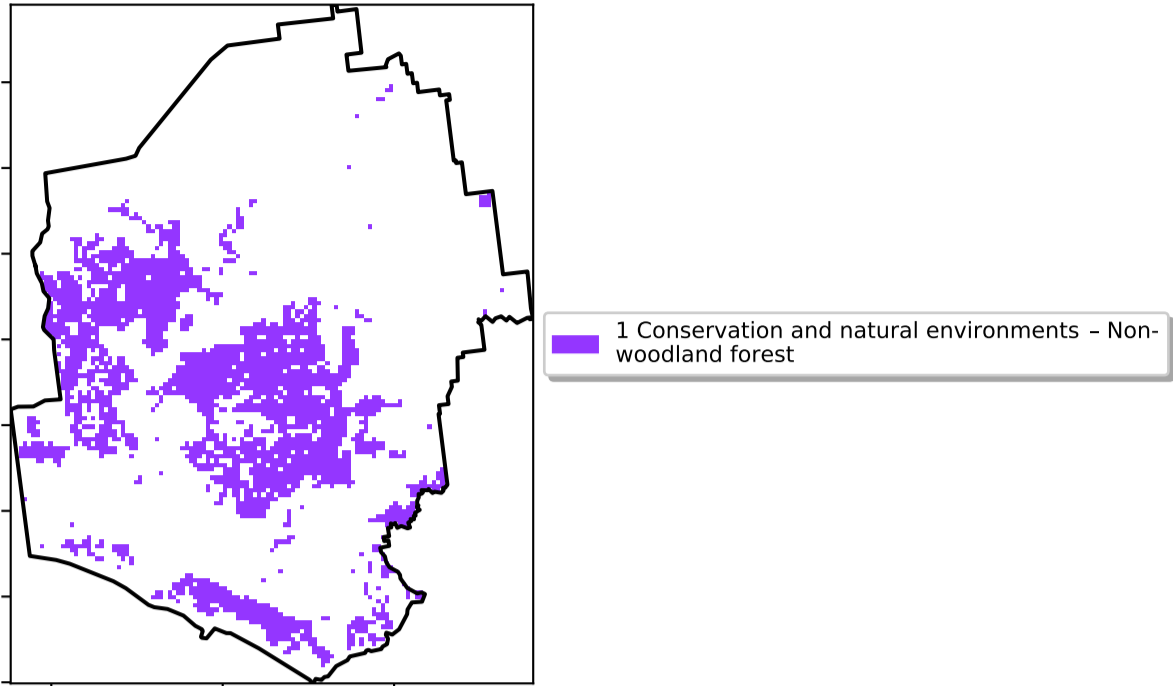 1 Conservation and natural environments – Non-
woodland forest